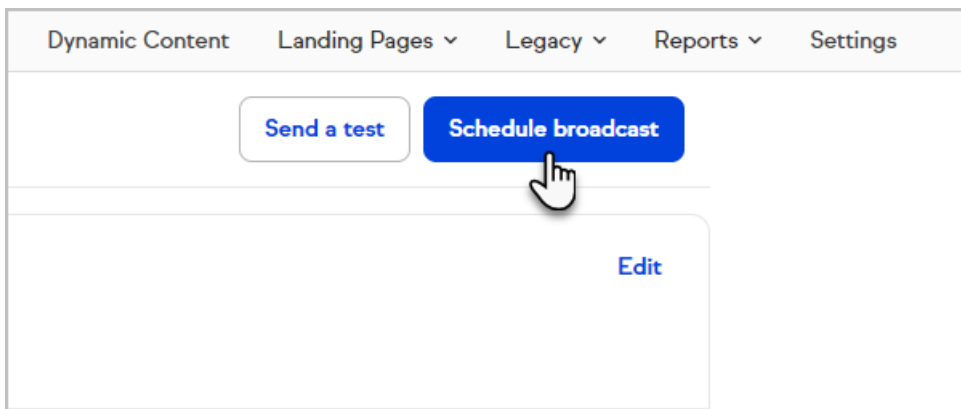 Dynamic Content Landing Pages Legacy Reports Settings
Send a test Schedule broadcast
Edit